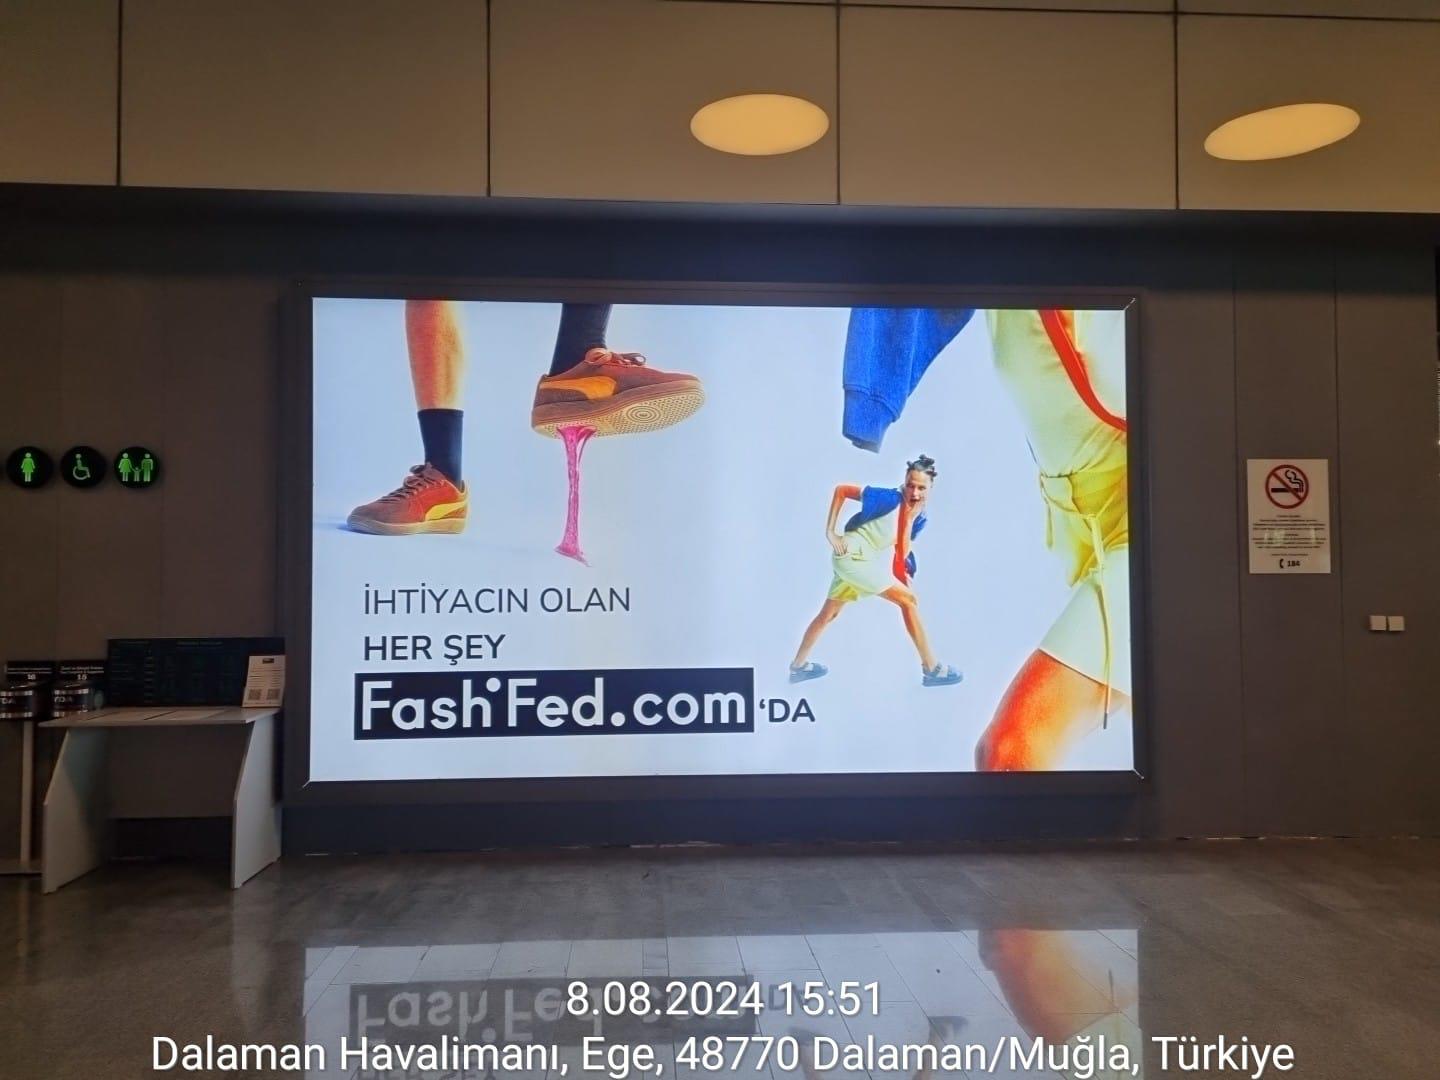 İHTİYACIN OLAN
HER ŞEY
FashFed.com 'DA
184
8.08.2024 15:51
Dalaman Havalimanı, Ege, 48770 Dalaman/Muğla, Türkiye